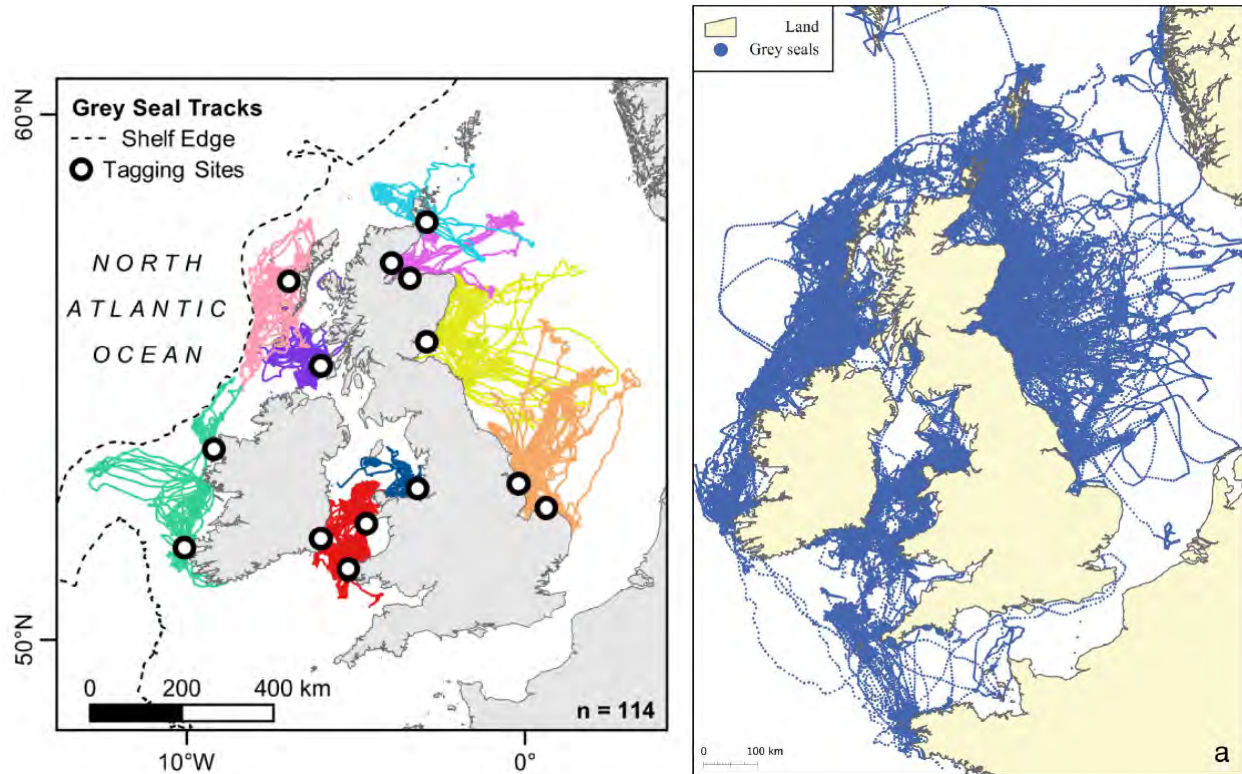 Grey Seal Tracks
Shelf Edge
Tagging Sites
60°N
NORTH
ATLANTIC
OCEAN
50°N
0 200 400 km
n = 114
10°W 0°
Land
Grey seals
0 100 km
a